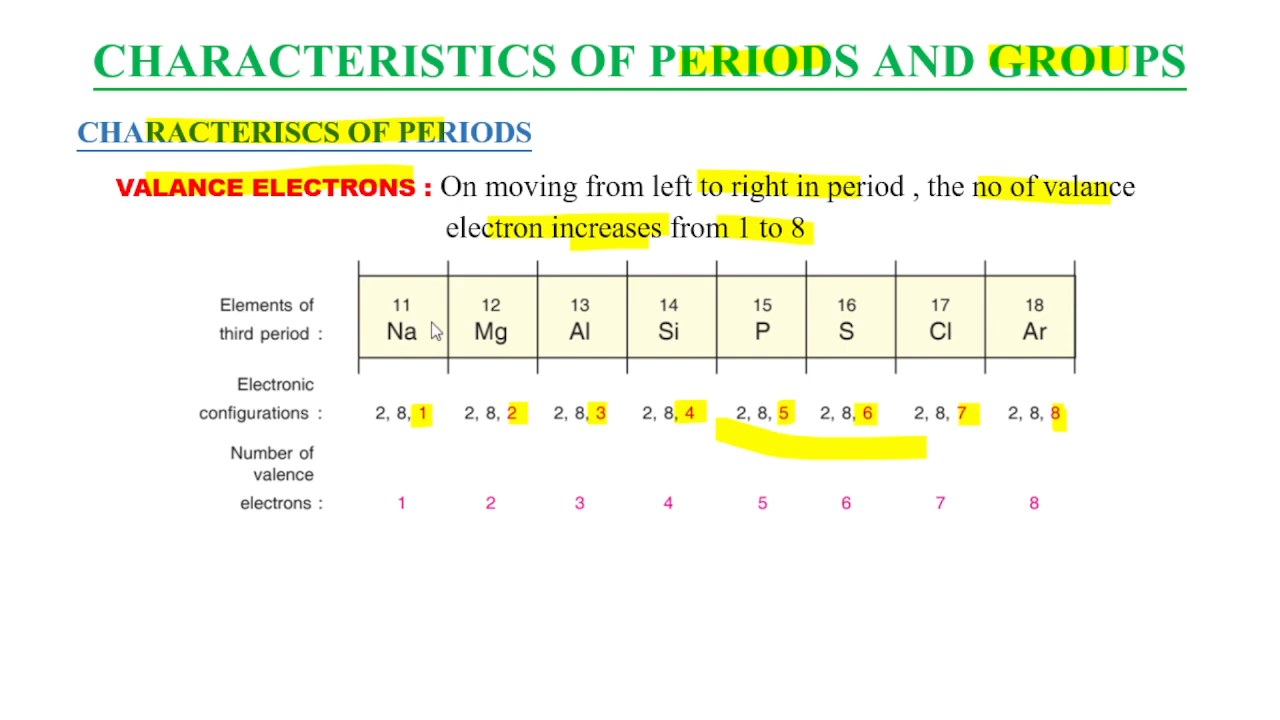 CHARACTERISTICS OF PERIODS AND GROUPS
CHARACTERISCS OF PERIODS
VALANCE ELECTRONS : On moving from left to right in period , the no of valance
electron increases from 1 to 8
Elements of third period :
11 12 13 14 15 16 17 18
Na Mg Al Si P S Cl Ar
Electronic
configurations : 2, 8, 1 2, 8, 2 2, 8, 3 2, 8, 4 2, 8, 5 2, 8, 6 2, 8, 7 2, 8, 8
Number of
valence
electrons : 1 2 3 4 5 6 7 8